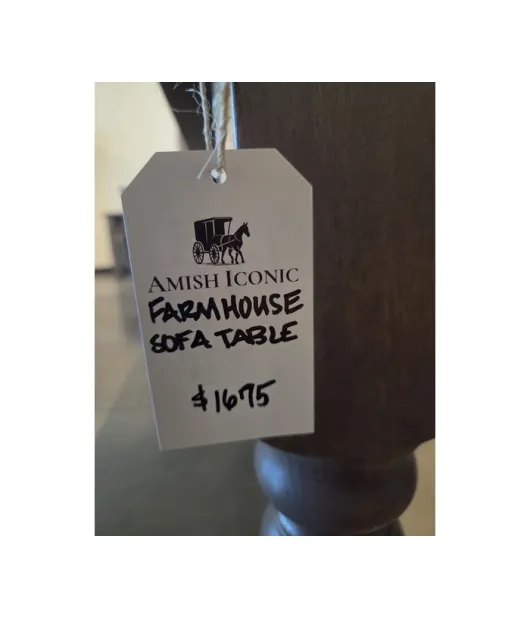 AMISH ICONIC
FARMHOUSE
SOFA TABLE
$1675